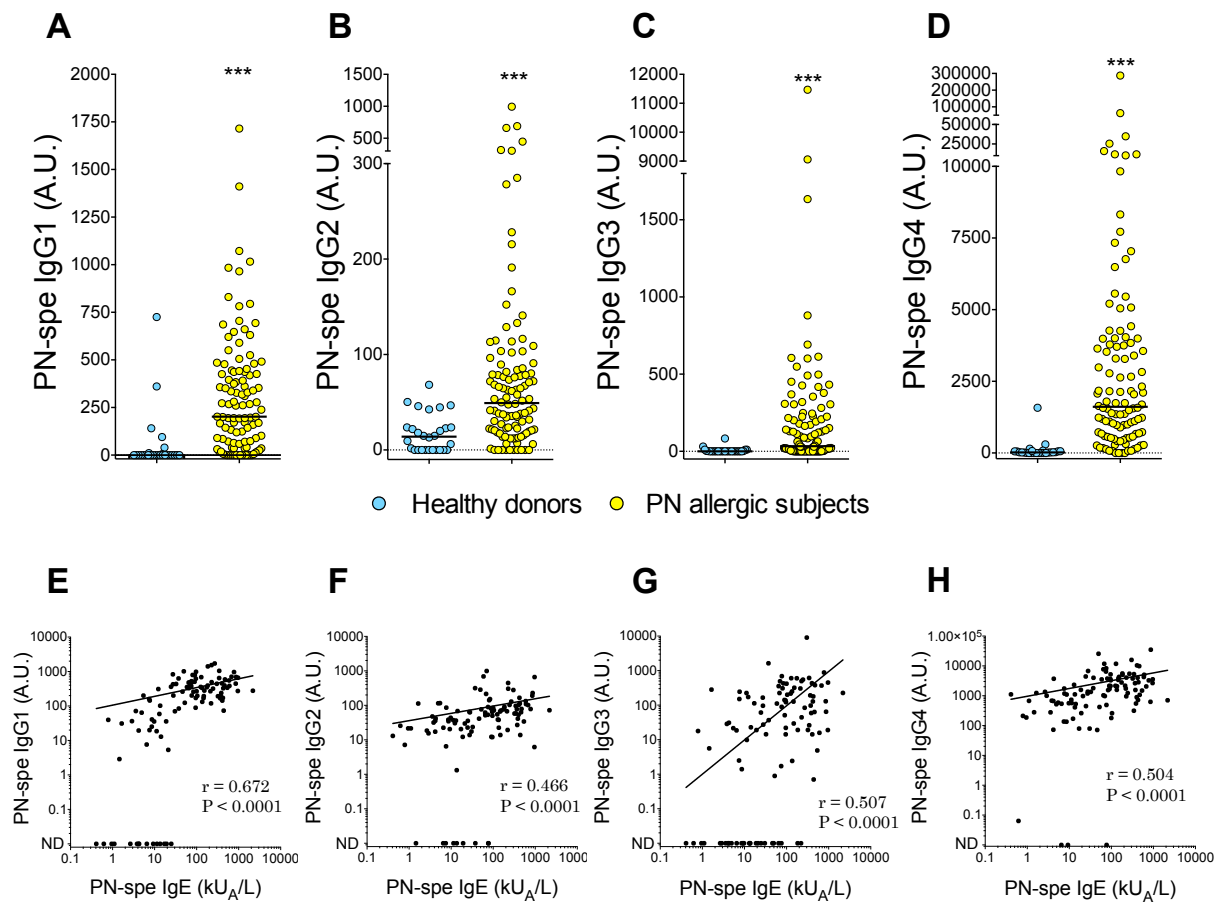 A
B
C
D
PN-spe IgG1 (A.U.)
2000
1750
1500
1250
1000
750
500
250
0
***
PN-spe IgG2 (A.U.)
1500
1000
500
300
200
100
0
***
PN-spe IgG3 (A.U.)
12000
11000
10000
9000
1500
1000
500
0
***
PN-spe IgG4 (A.U.)
300000
200000
100000
50000
25000
10000
7500
5000
2500
0
***
Healthy donors
PN allergic subjects
E
F
G
H
PN-spe IgG1 (A.U.)
10000
1000
100
10
1
0.1
ND
r = 0.672
P < 0.0001
0.1 1 10 100 1000 10000
PN-spe IgE (kUA/L)
PN-spe IgG2 (A.U.)
10000
1000
100
10
1
0.1
ND
r = 0.466
P < 0.0001
0.1 1 10 100 1000 10000
PN-spe IgE (kUA/L)
PN-spe IgG3 (A.U.)
10000
1000
100
10
1
0.1
ND
r = 0.507
P < 0.0001
0.1 1 10 100 1000 10000
PN-spe IgE (kUA/L)
PN-spe IgG4 (A.U.)
1.00×10⁵
10000
1000
100
10
1
0.1
ND
r = 0.504
P < 0.0001
0.1 1 10 100 1000 10000
PN-spe IgE (kUA/L)